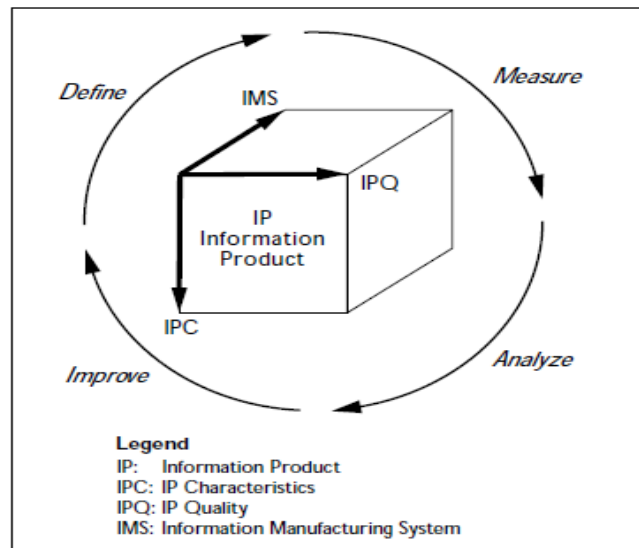 Define
Measure
IMS
IPQ
IP
Information
Product
IPC
Improve
Analyze
Legend
IP: Information Product
IPC: IP Characteristics
IPQ: IP Quality
IMS: Information Manufacturing System